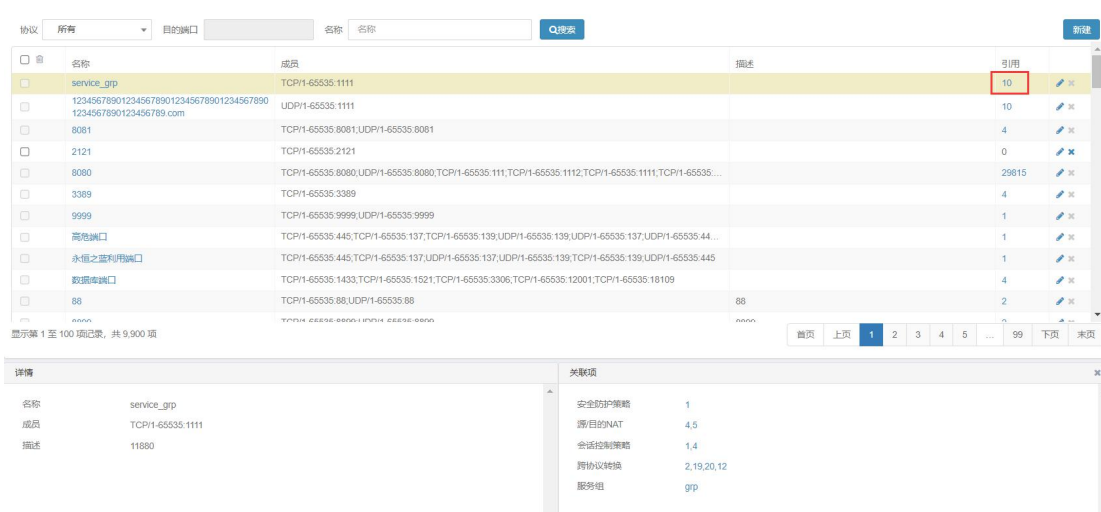 协议 所有 目的端口 名称 名称 搜索 新建
名称 成员 描述 引用
service_grp TCP/1-65535:1111 10
1234567890123456789012345678901234567890 UDP/1-65535:1111 10
1234567890123456789.com
8081 TCP/1-65535:8081;UDP/1-65535:8081 4
2121 TCP/1-65535:2121 0
8080 TCP/1-65535:8080;UDP/1-65535:8080;TCP/1-65535:111;TCP/1-65535:1112;TCP/1-65535:1111;TCP/1-65535:... 29815
3389 TCP/1-65535:3389 4
9999 TCP/1-65535:9999;UDP/1-65535:9999 1
高危端口 TCP/1-65535:445;TCP/1-65535:137;TCP/1-65535:139;UDP/1-65535:139;UDP/1-65535:137;UDP/1-65535:44... 1
永恒之蓝利用端口 TCP/1-65535:445;TCP/1-65535:137;UDP/1-65535:137;UDP/1-65535:139;TCP/1-65535:139;UDP/1-65535:445 1
数据库端口 TCP/1-65535:1433;TCP/1-65535:1521;TCP/1-65535:3306;TCP/1-65535:12001;TCP/1-65535:18109 4
88 TCP/1-65535:88;UDP/1-65535:88 88 2
显示第 1 至 100 项记录，共 9,900 项 首页 上页 1 2 3 4 5 ... 99 下页 末页
详情 关联项
名称 service_grp 安全防护策略 1
成员 TCP/1-65535:1111 源/目的NAT 4,5
描述 11880 会话控制策略 1,4
跨协议转换 2,19,20,12
服务组 grp